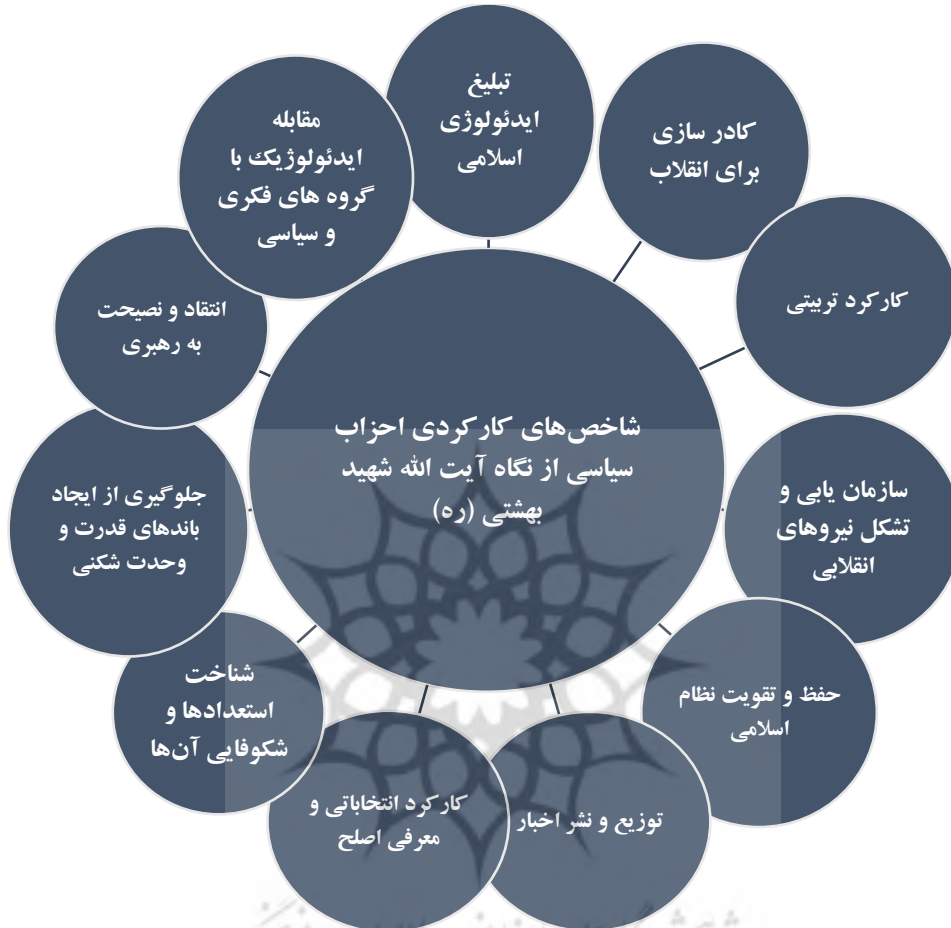 تبلیغ
ایدئولوژی
اسلامی
کادر سازی
برای انقلاب
کارکرد تربیتی
سازمان یابی و
تشکل نیروهای
انقلابی
حفظ و تقویت نظام
اسلامی
توزیع و نشر اخبار
کارکرد انتخاباتی و
معرفی اصلح
شناخت
استعدادها و
شکوفایی آن‌ها
جلوگیری از ایجاد
باندهای قدرت و
وحدت شکنی
انتقاد و نصیحت
به رهبری
مقابله
ایدئولوژیک با
گروه های فکری
و سیاسی
شاخص‌های کارکردی احزاب
سیاسی از نگاه آیت الله شهید
بهشتی (ره)